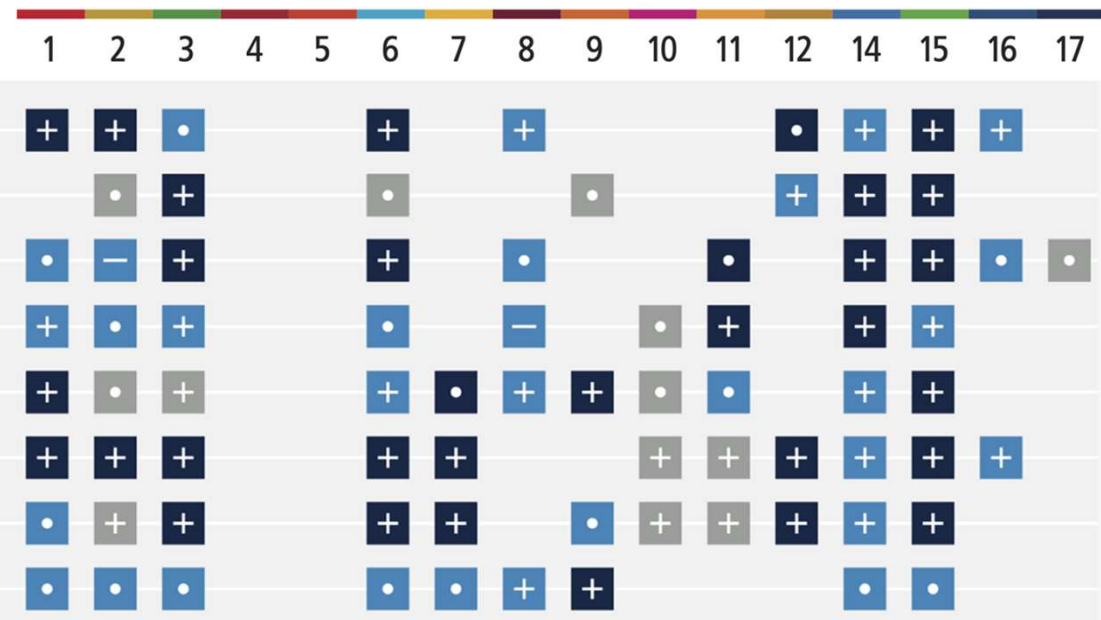 1 2 3 4 5 6 7 8 9 10 11 12 14 15 16 17
+ + • + + • + + +
• + • • + + +
• − + + • • + + • •
+ • + • − • + + +
+ • + + • + + • • + +
+ + + + + + + + + + +
• + + + + • + + + + +
• • • • • + + • •